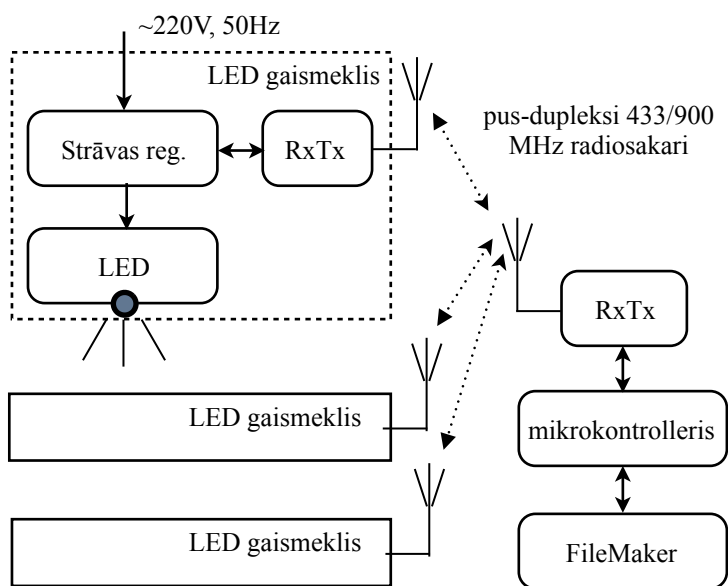 ~220V, 50Hz
LED gaismeklis
pus-dupleksi 433/900
MHz radiosakari
Strāvas reg.
RxTx
LED
RxTx
LED gaismeklis
mikrokontrolleris
LED gaismeklis
FileMaker